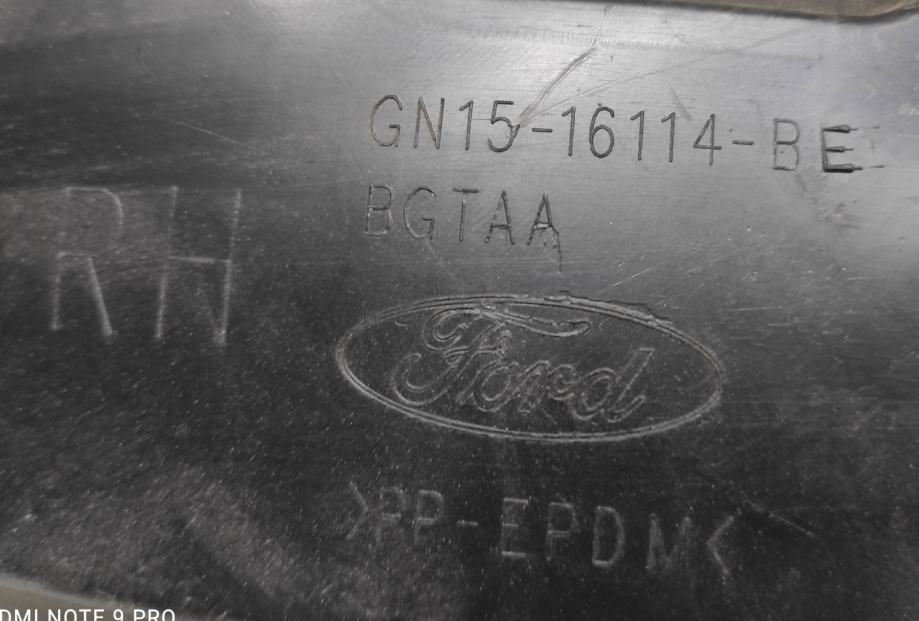 GN15-16114-BE
BGTAA
RH
Ford
>PP-EPDM<
DMI NOTE 9 PRO